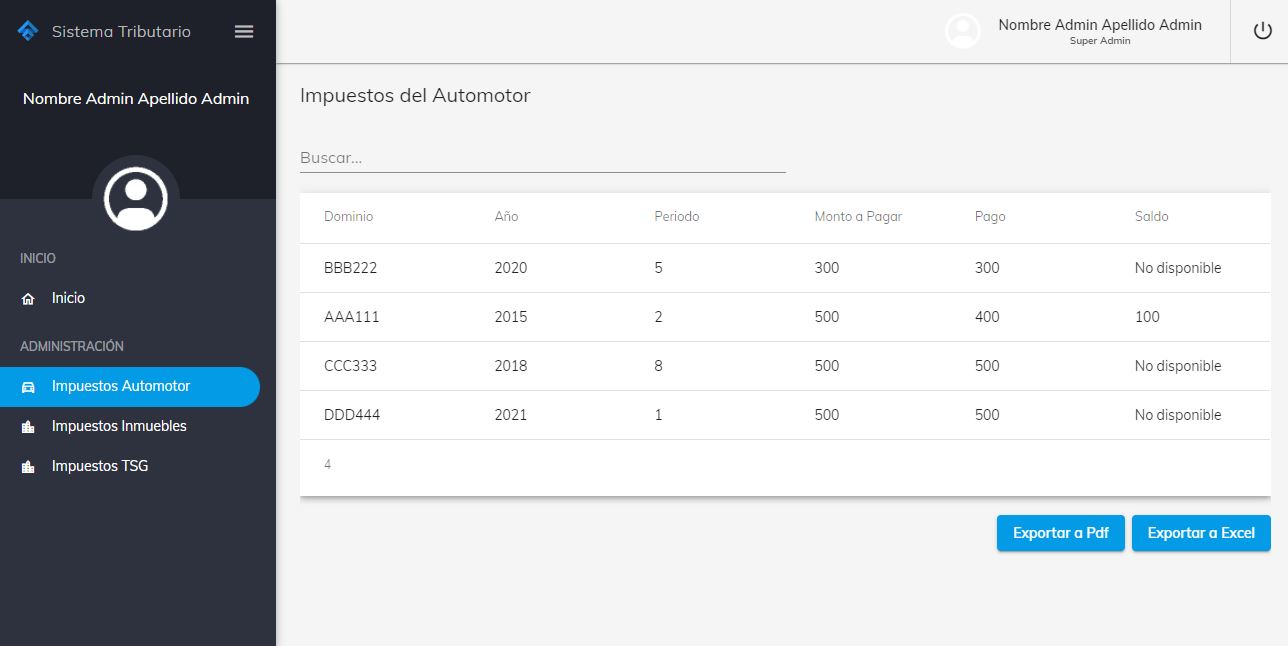 Sistema Tributario
Nombre Admin Apellido Admin
INICIO
Inicio
ADMINISTRACIÓN
Impuestos Automotor
Impuestos Inmuebles
Impuestos TSG
Nombre Admin Apellido Admin
Super Admin
Impuestos del Automotor
Buscar...
Dominio Año Periodo Monto a Pagar Pago Saldo
BBB222 2020 5 300 300 No disponible
AAA111 2015 2 500 400 100
CCC333 2018 8 500 500 No disponible
DDD444 2021 1 500 500 No disponible
4
Exportar a Pdf Exportar a Excel